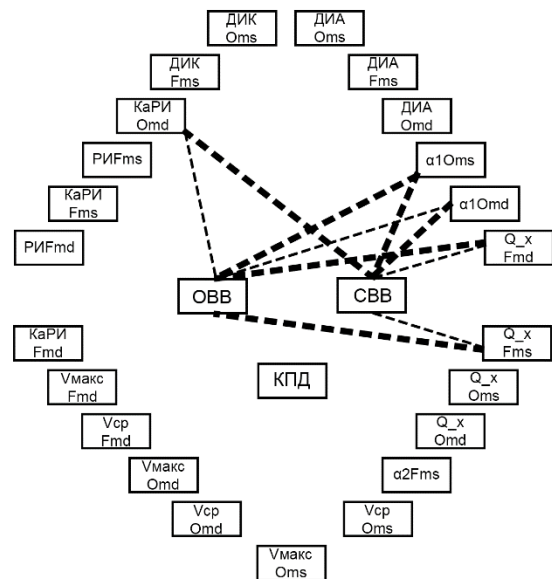 ДИК
Oms
ДИА
Oms
ДИК
Fms
ДИА
Fms
КаРИ
Omd
ДИА
Omd
РИFms
α1Oms
КаРИ
Fms
α1Omd
РИFmd
Q_x
Fmd
ОВВ
СВВ
КаРИ
Fmd
Q_x
Fms
КПД
Vмакс
Fmd
Q_x
Oms
Vср
Fmd
Q_x
Omd
Vмакс
Omd
α2Fms
Vср
Omd
Vср
Oms
Vмакс
Oms